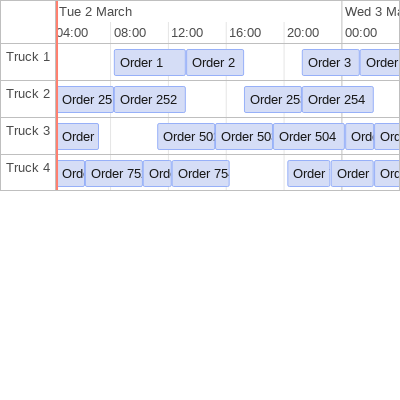 Tue 2 March Wed 3 Ma
04:00 08:00 12:00 16:00 20:00 00:00
Truck 1 Order 1 Order 2 Order 3 Order
Truck 2 Order 25 Order 252 Order 25 Order 254
Truck 3 Order Order 50 Order 50 Order 504 Ord Ord
Truck 4 Ord Order 75 Ord Order 75 Order Order Ord